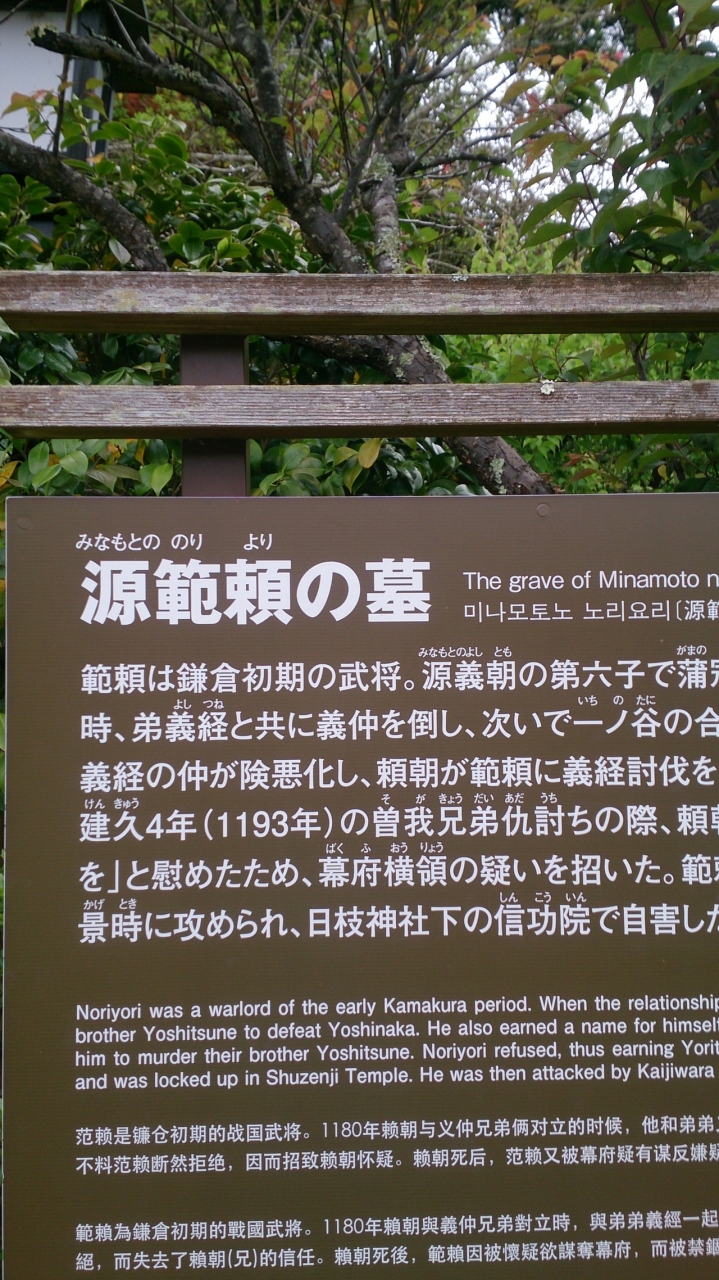 みなもとの のり より
源範頼の墓
The grave of Minamoto
미나모토노 노리요리〔源範
みなもとのよし とも がまの
範頼は鎌倉初期の武将。源義朝の第六子で蒲
よし つね いち の たに
時、弟義経と共に義仲を倒し、次いで一ノ谷の合
義経の仲が険悪化し、頼朝が範頼に義経討伐を
けん きゅう そ が きょう だい あだ うち
建久4年(1193年)の曽我兄弟仇討ちの際、頼
ばく ふ おう りょう
を」と慰めたため、幕府横領の疑いを招いた。範
かげ とき しん こう いん
景時に攻められ、日枝神社下の信功院で自害し
Noriyori was a warlord of the early Kamakura period. When the relationship
brother Yoshitsune to defeat Yoshinaka. He also earned a name for himself
him to murder their brother Yoshitsune. Noriyori refused, thus earning
and was locked up in Shuzenji Temple. He was then attacked by Kaijiwara
范赖是镰仓初期的战国武将。1180年赖朝与义仲兄弟俩对立的时候，他和弟弟
不料范赖断然拒绝，因而招致赖朝怀疑。赖朝死后，范赖又被幕府疑有谋反嫌
範賴為鎌倉初期的戰國武將。1180年賴朝與義仲兄弟對立時，與弟弟義經一起
絕，而失去了賴朝(兄)的信任。賴朝死後，範賴因被懷疑欲謀奪幕府，而被禁